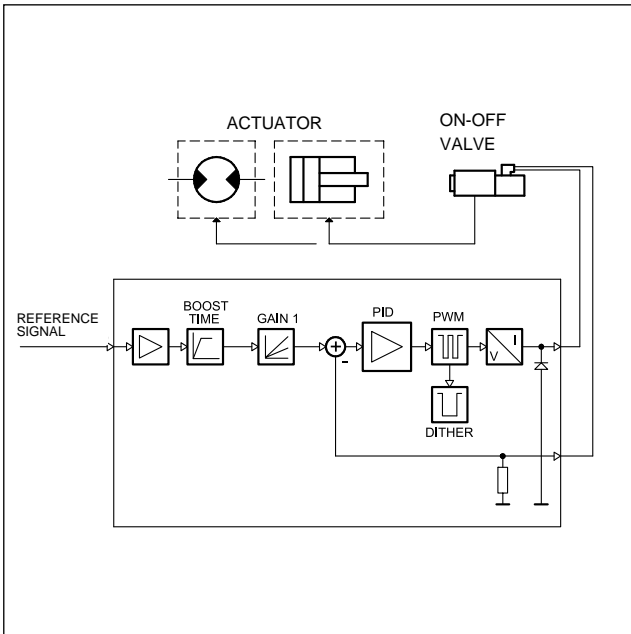 ACTUATOR
ON-OFF
VALVE
REFERENCE
SIGNAL
BOOST
TIME
GAIN 1
PID
PWM
I
V
+
-
DITHER